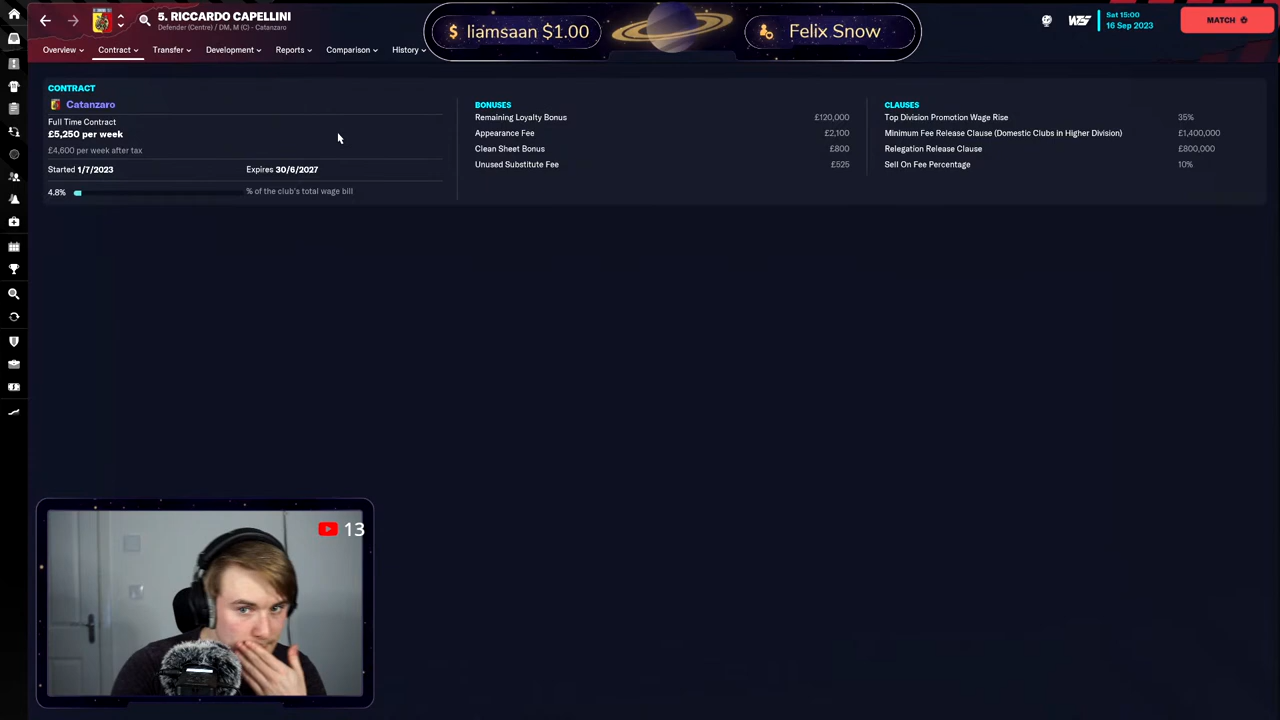 5. RICCARDO CAPELLINI
Defender (Centre) / DM, M (C) - Catanzaro
$ liamsaan $1.00
Felix Snow
Sat 15:00
16 Sep 2023
MATCH
Overview
Contract
Transfer
Development
Reports
Comparison
History
CONTRACT
Catanzaro
Full Time Contract
£5,250 per week
£4,600 per week after tax
Started 1/7/2023
Expires 30/6/2027
4.8%
% of the club's total wage bill
BONUSES
Remaining Loyalty Bonus £120,000
Appearance Fee £2,100
Clean Sheet Bonus £800
Unused Substitute Fee £525
CLAUSES
Top Division Promotion Wage Rise 35%
Minimum Fee Release Clause (Domestic Clubs in Higher Division) £1,400,000
Relegation Release Clause £800,000
Sell On Fee Percentage 10%
13